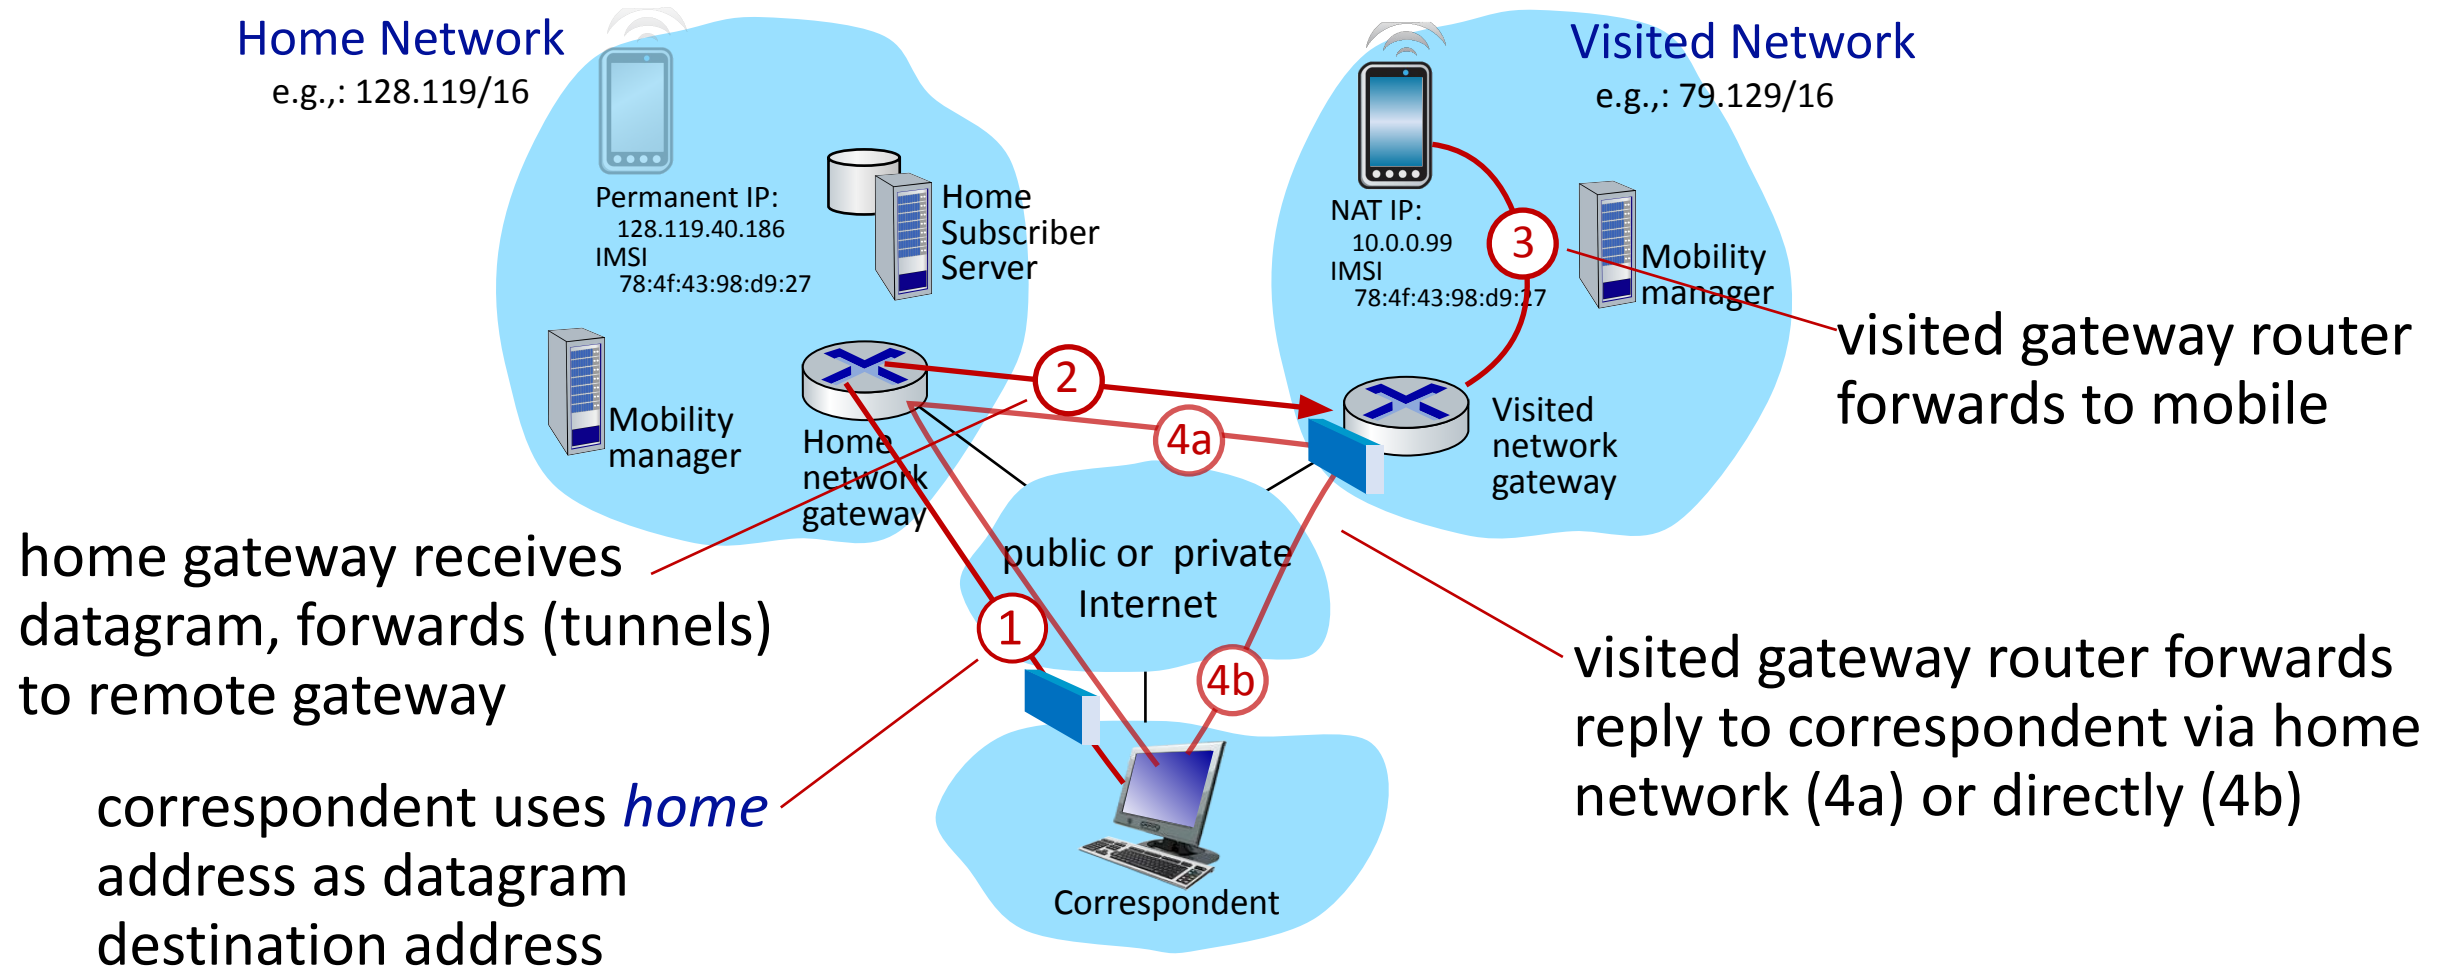 Home Network
e.g.,: 128.119/16
Visited Network
e.g.,: 79.129/16
Permanent IP:
128.119.40.186
IMSI
78:4f:43:98:d9:27
Home
Subscriber
Server
NAT IP:
10.0.0.99
IMSI
78:4f:43:98:d9:27
3
Mobility
manager
visited gateway router
forwards to mobile
Mobility
manager
Home
network
gateway
2
4a
Visited
network
gateway
home gateway receives
datagram, forwards (tunnels)
to remote gateway
public or private
Internet
1
4b
visited gateway router forwards
reply to correspondent via home
network (4a) or directly (4b)
correspondent uses home
address as datagram
destination address
Correspondent